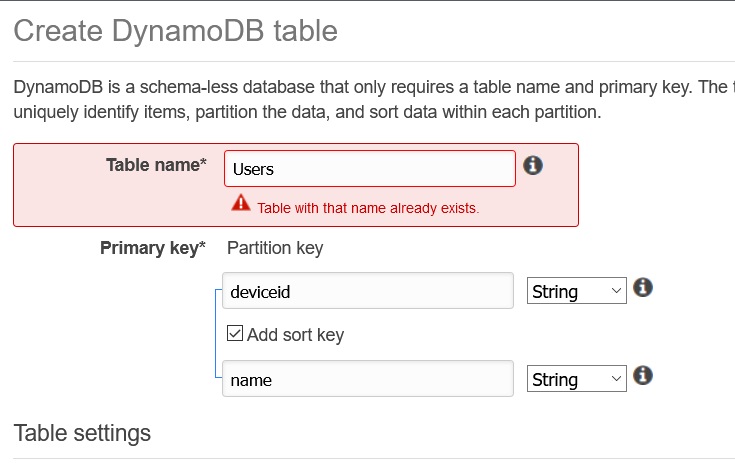 Create DynamoDB table
DynamoDB is a schema-less database that only requires a table name and primary key. The
uniquely identify items, partition the data, and sort data within each partition.
Table name* Users
Table with that name already exists.
Primary key* Partition key
deviceid String
Add sort key
name String
Table settings